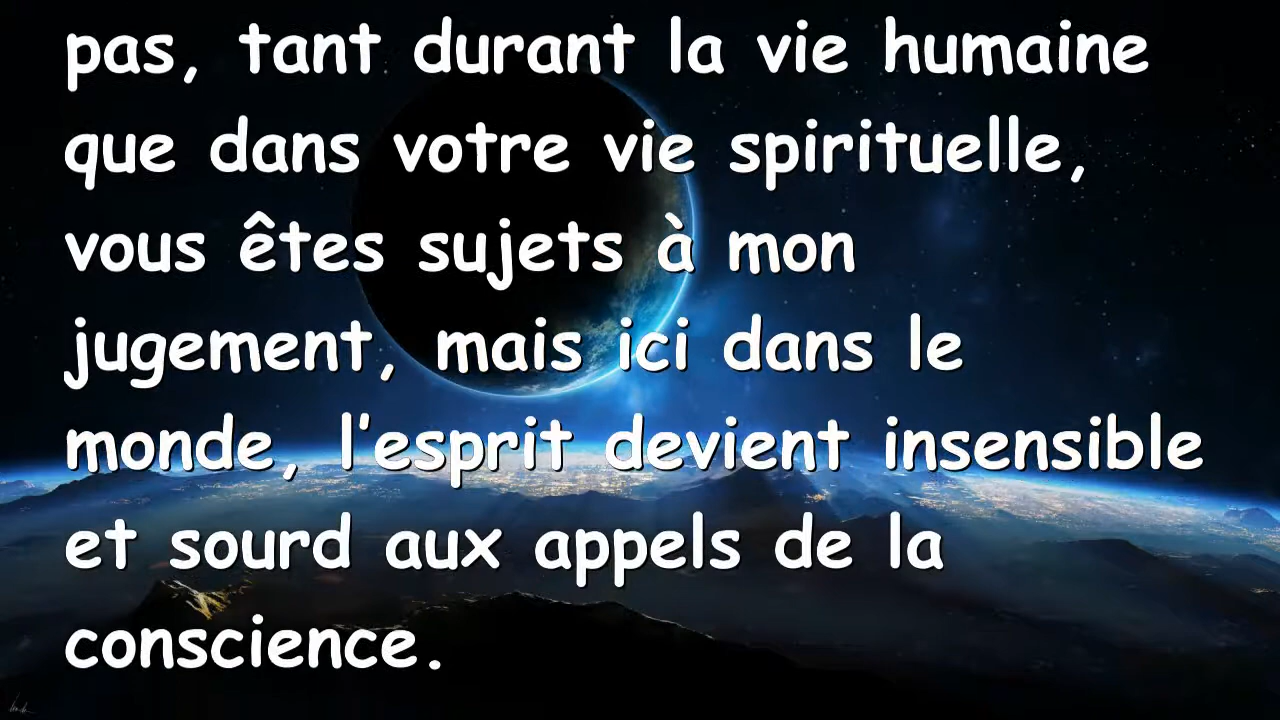 pas, tant durant la vie humaine
que dans votre vie spirituelle,
vous êtes sujets à mon
jugement, mais ici dans le
monde, l'esprit devient insensible
et sourd aux appels de la
conscience.